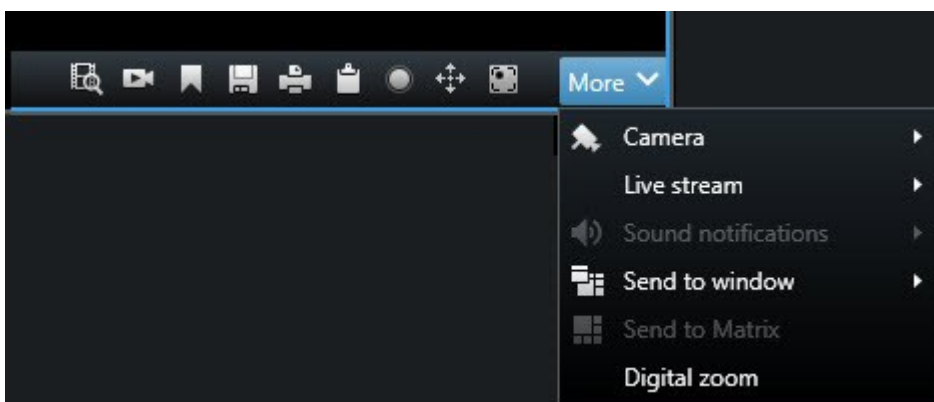 More
Camera
Live stream
Sound notifications
Send to window
Send to Matrix
Digital zoom